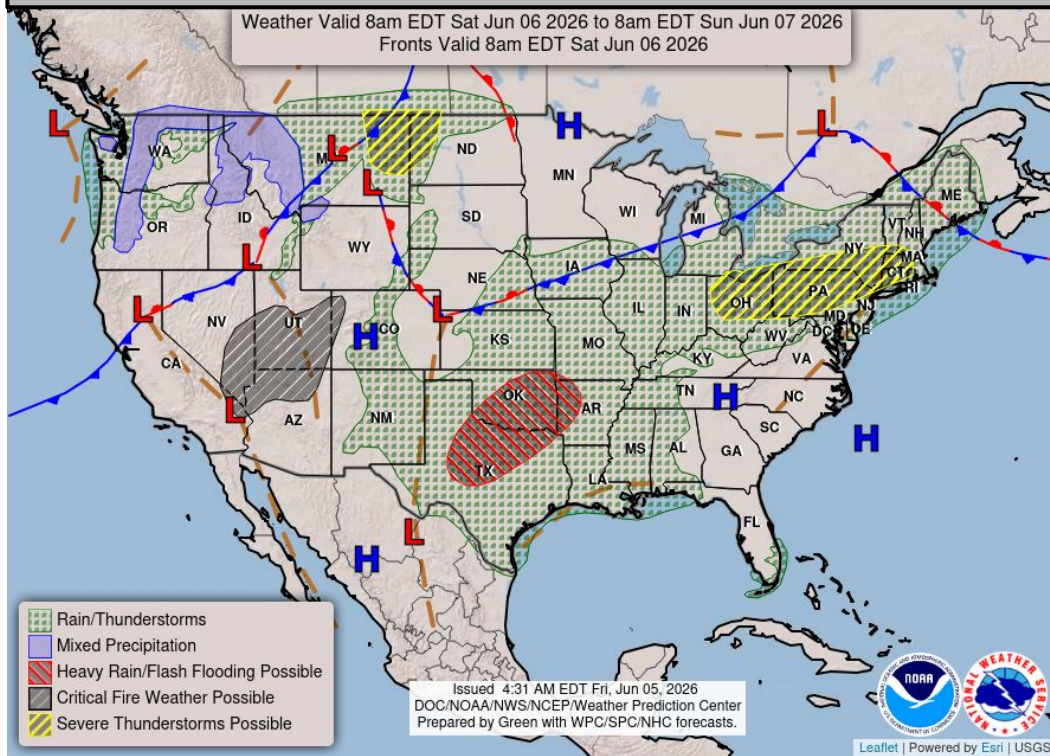 Weather Valid 8am EDT Sat Jun 06 2026 to 8am EDT Sun Jun 07 2026
Fronts Valid 8am EDT Sat Jun 06 2026
L
H
L
WA
M
L
ND
MN
L
ME
OR
ID
SD
WI
MI
VT
NH
NY
MA
CT
RI
L
WY
NE
IA
PA
OH
NJ
L
NV
UT
H
CO
L
IL
IN
MD
DE
DC
WV
CA
KS
MO
KY
VA
L
AZ
NM
OK
AR
TN
H
NC
SC
H
TX
MS
AL
GA
LA
L
FL
H
Rain/Thunderstorms
Mixed Precipitation
Heavy Rain/Flash Flooding Possible
Critical Fire Weather Possible
Severe Thunderstorms Possible
Issued 4:31 AM EDT Fri, Jun 05, 2026
DOC/NOAA/NWS/NCEP/Weather Prediction Center
Prepared by Green with WPC/SPC/NHC forecasts.
NOAA
NATIONAL WEATHER SERVICE
Leaflet | Powered by Esri | USGS